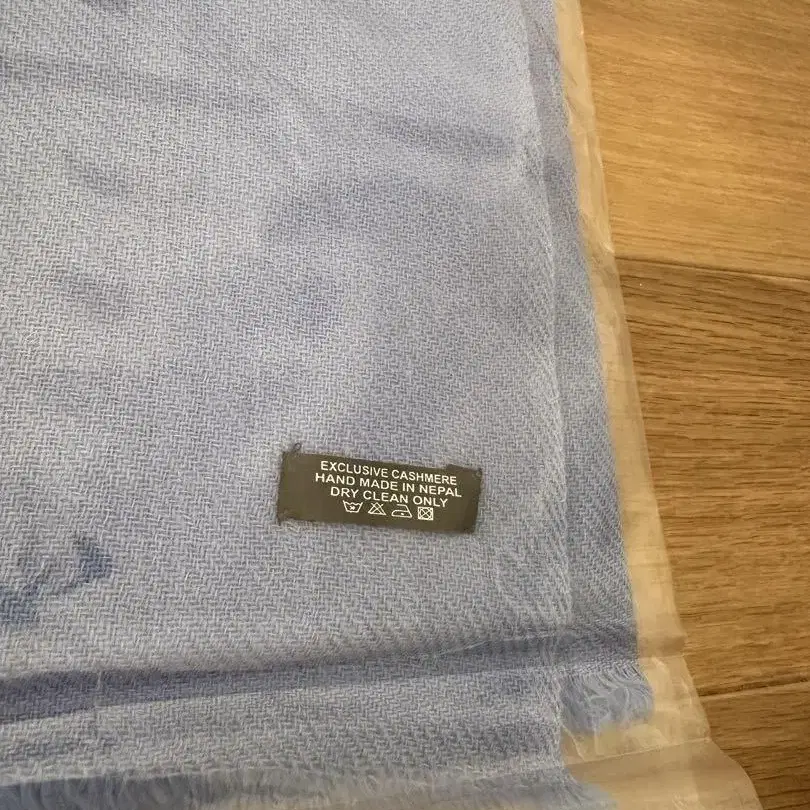 EXCLUSIVE CASHMERE
HAND MADE IN NEPAL
DRY CLEAN ONLY